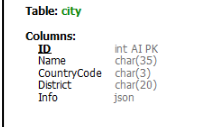 Table: city
Columns:
ID int AI PK
Name char(35)
CountryCode char(3)
District char(20)
Info json